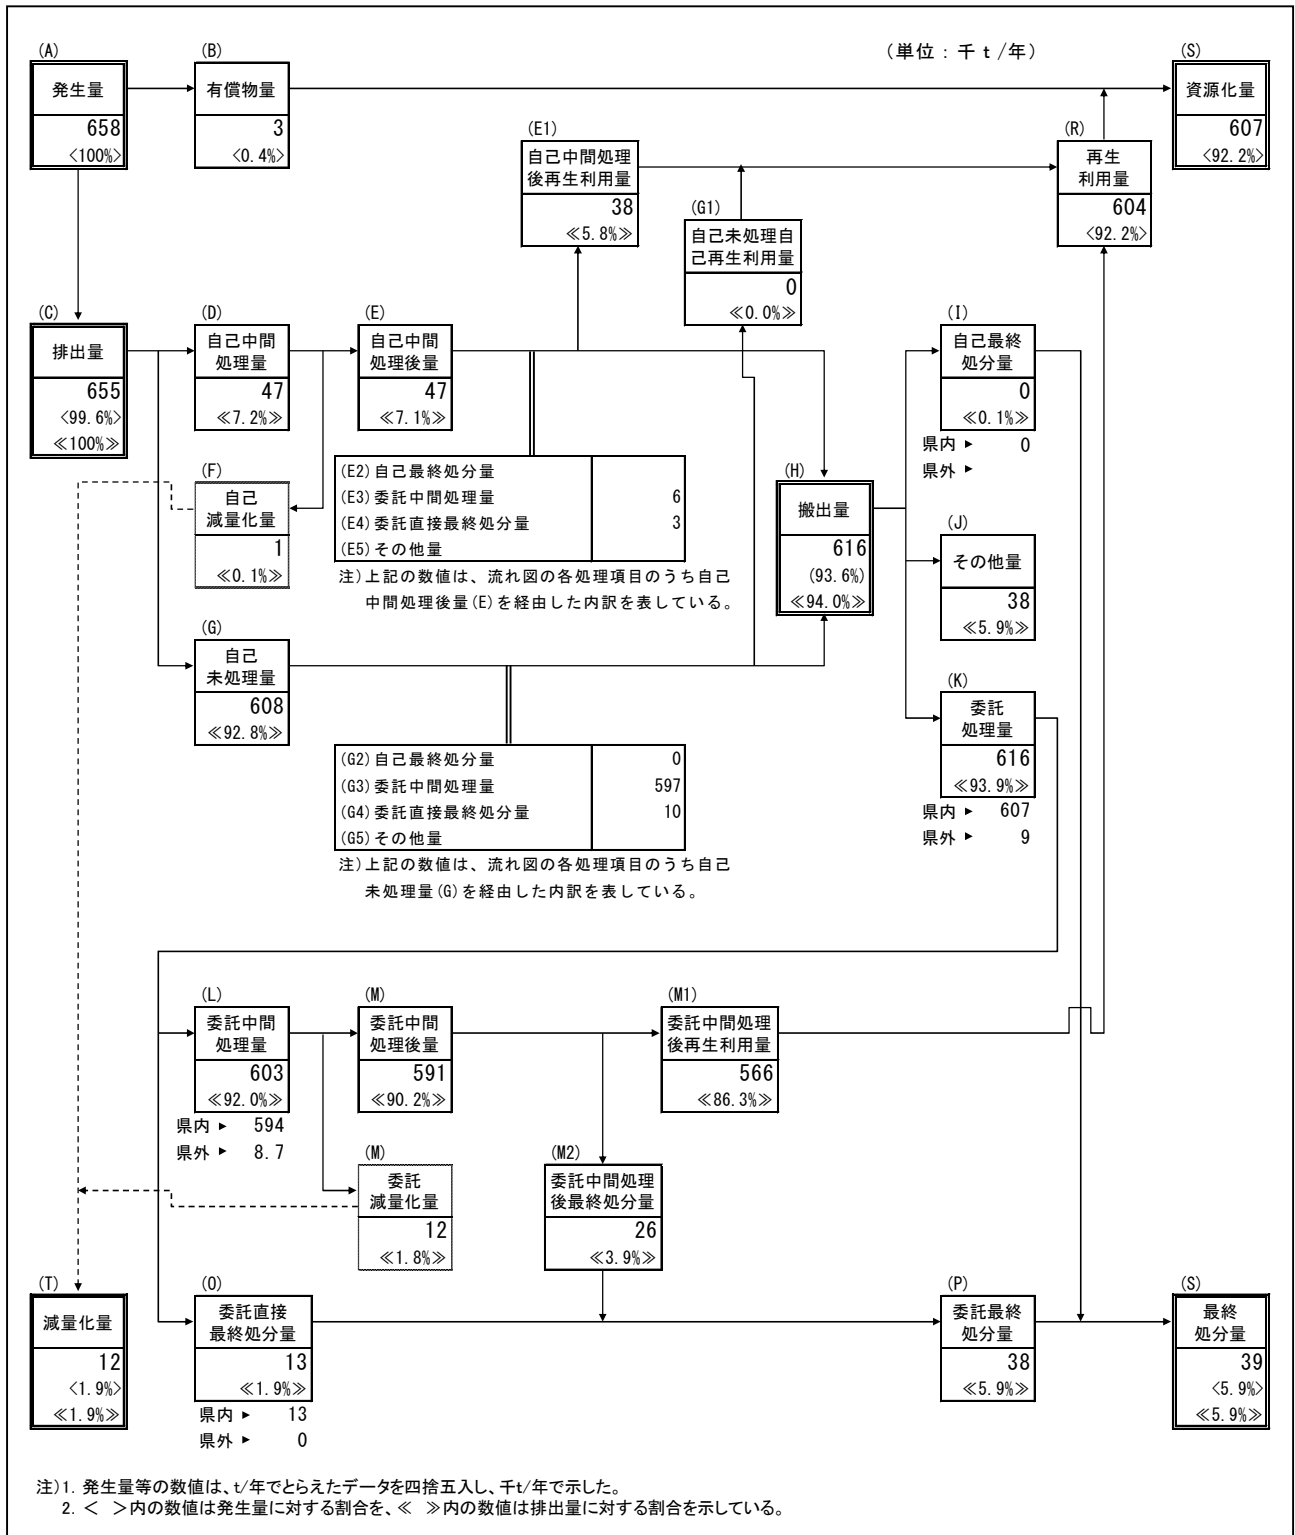 (単位:千t/年)
(A)
発生量
658
<100%>
(B)
有償物量
3
<0.4%>
(S)
資源化量
607
<92.2%>
(E1)
自己中間処理
後再生利用量
38
≪5.8%≫
(G1)
自己未処理自
己再生利用量
0
≪0.0%≫
(R)
再生
利用量
604
<92.2%>
(C)
排出量
655
<99.6%>
≪100%≫
(D)
自己中間
処理量
47
≪7.2%≫
(E)
自己中間
処理後量
47
≪7.1%≫
(I)
自己最終
処分量
0
≪0.1%≫
県内 ▶ 0
県外 ▶
(F)
自己
減量化量
1
≪0.1%≫
(E2)自己最終処分量
(E3)委託中間処理量 6
(E4)委託直接最終処分量 3
(E5)その他量
注)上記の数値は、流れ図の各処理項目のうち自己
中間処理後量(E)を経由した内訳を表している。
(H)
搬出量
616
(93.6%)
≪94.0%≫
(J)
その他量
38
≪5.9%≫
(G)
自己
未処理量
608
≪92.8%≫
(K)
委託
処理量
616
≪93.9%≫
県内 ▶ 607
県外 ▶ 9
(G2)自己最終処分量 0
(G3)委託中間処理量 597
(G4)委託直接最終処分量 10
(G5)その他量
注)上記の数値は、流れ図の各処理項目のうち自己
未処理量(G)を経由した内訳を表している。
(L)
委託中間
処理量
603
≪92.0%≫
県内 ▶ 594
県外 ▶ 8.7
(M)
委託中間
処理後量
591
≪90.2%≫
(M1)
委託中間処理
後再生利用量
566
≪86.3%≫
(M)
委託
減量化量
12
≪1.8%≫
(M2)
委託中間処理
後最終処分量
26
≪3.9%≫
(T)
減量化量
12
<1.9%>
≪1.9%≫
(O)
委託直接
最終処分量
13
≪1.9%≫
県内 ▶ 13
県外 ▶ 0
(P)
委託最終
処分量
38
≪5.9%≫
(S)
最終
処分量
39
<5.9%>
≪5.9%≫
注)1. 発生量等の数値は、t/年でとらえたデータを四捨五入し、千t/年で示した。
2. < >内の数値は発生量に対する割合を、≪ ≫内の数値は排出量に対する割合を示している。